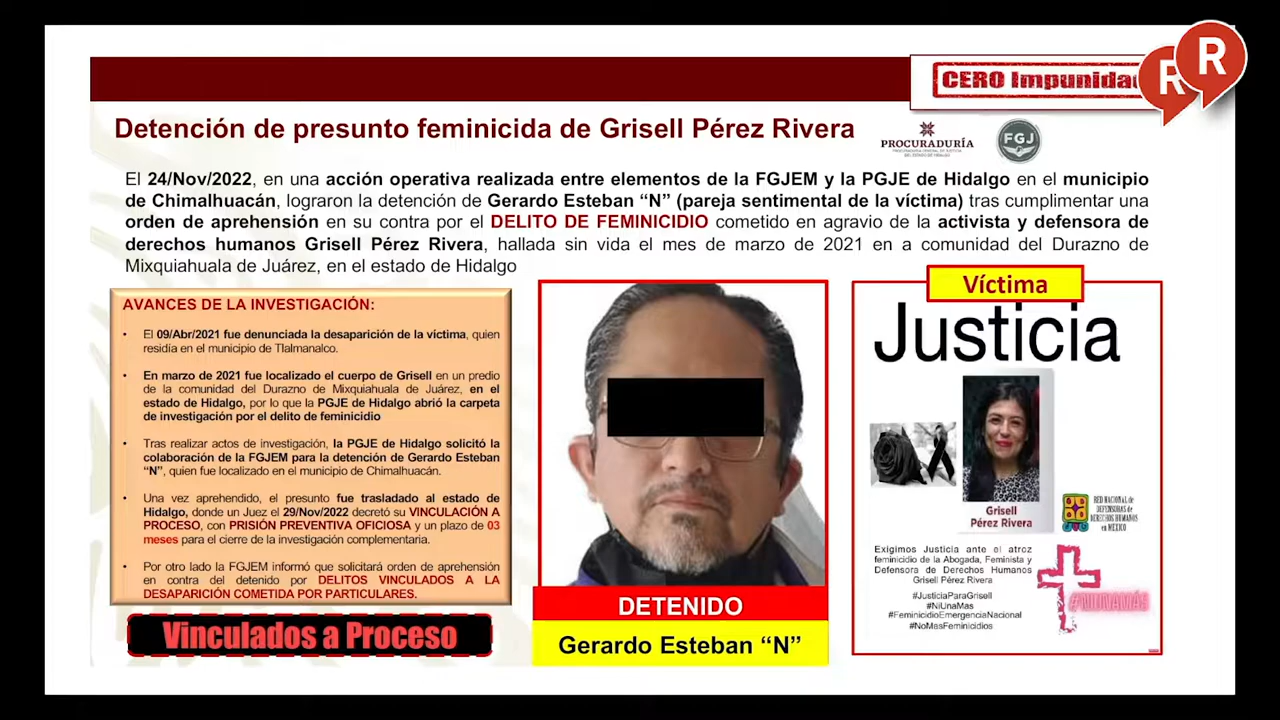 CERO Impunidad
R
R
Detención de presunto feminicida de Grisell Pérez Rivera
PROCURADURÍA
FGJ
El 24/Nov/2022, en una acción operativa realizada entre elementos de la FGJEM y la PGJE de Hidalgo en el municipio
de Chimalhuacán, lograron la detención de Gerardo Esteban “N” (pareja sentimental de la víctima) tras cumplimentar una
orden de aprehensión en su contra por el DELITO DE FEMINICIDIO cometido en agravio de la activista y defensora de
derechos humanos Grisell Pérez Rivera, hallada sin vida el mes de marzo de 2021 en a comunidad del Durazno de
Mixquiahuala de Juárez, en el estado de Hidalgo
AVANCES DE LA INVESTIGACIÓN:
• El 09/Abr/2021 fue denunciada la desaparición de la víctima, quien
residía en el municipio de Tlalmanalco.
• En marzo de 2021 fue localizado el cuerpo de Grisell en un predio
de la comunidad del Durazno de Mixquiahuala de Juárez, en el
estado de Hidalgo, por lo que la PGJE de Hidalgo abrió la carpeta
de investigación por el delito de feminicidio
• Tras realizar actos de investigación, la PGJE de Hidalgo solicitó la
colaboración de la FGJEM para la detención de Gerardo Esteban
“N”, quien fue localizado en el municipio de Chimalhuacán.
• Una vez aprehendido, el presunto fue trasladado al estado de
Hidalgo, donde un Juez el 29/Nov/2022 decretó su VINCULACIÓN A
PROCESO, con PRISIÓN PREVENTIVA OFICIOSA y un plazo de 03
meses para el cierre de la investigación complementaria.
• Por otro lado la FGJEM informó que solicitará orden de aprehensión
en contra del detenido por DELITOS VINCULADOS A LA
DESAPARICIÓN COMETIDA POR PARTICULARES.
Vinculados a Proceso
DETENIDO
Gerardo Esteban “N”
Víctima
Justicia
Grisell
Pérez Rivera
RED NACIONAL de
DEFENSORAS de
DERECHOS HUMANOS
en MÉXICO
Exigimos Justicia ante el atroz
feminicidio de la Abogada, Feminista y
Defensora de Derechos Humanos
Grisell Pérez Rivera
#JusticiaParaGrisell
#NiUnaMas
#FeminicidioEmergenciaNacional
#NoMasFeminicidios
#NIUNAMÁS